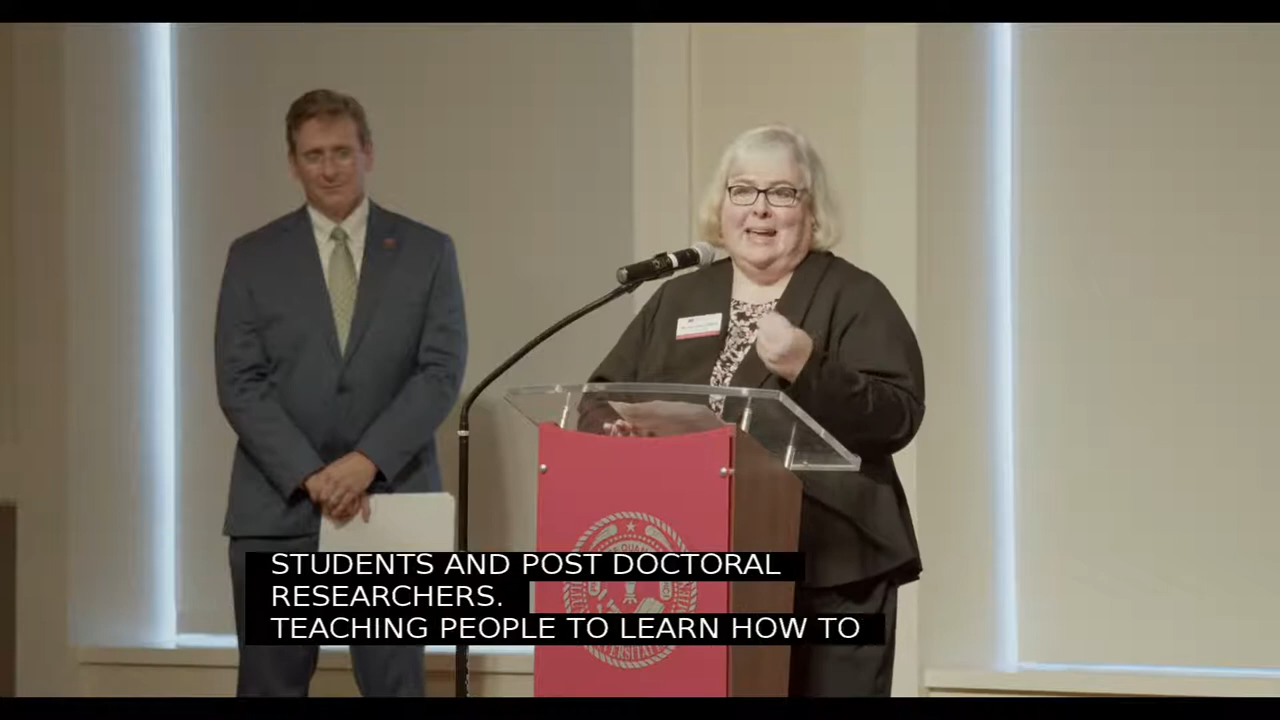 STUDENTS AND POST DOCTORAL
RESEARCHERS.
TEACHING PEOPLE TO LEARN HOW TO